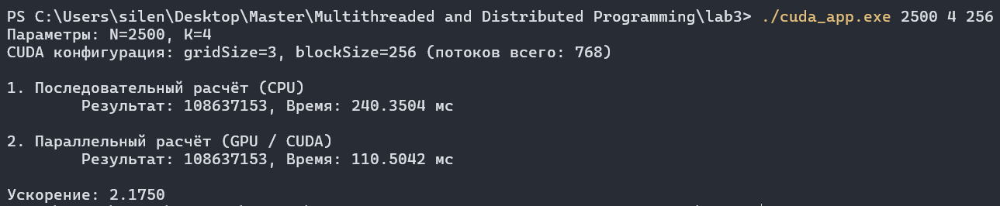 PS C:\Users\silen\Desktop\Master\Multithreaded and Distributed Programming\lab3> ./cuda_app.exe 2500 4 256
Параметры: N=2500, K=4
CUDA конфигурация: gridSize=3, blockSize=256 (потоков всего: 768)
1. Последовательный расчёт (CPU)
Результат: 108637153, Время: 240.3504 мс
2. Параллельный расчёт (GPU / CUDA)
Результат: 108637153, Время: 110.5042 мс
Ускорение: 2.1750